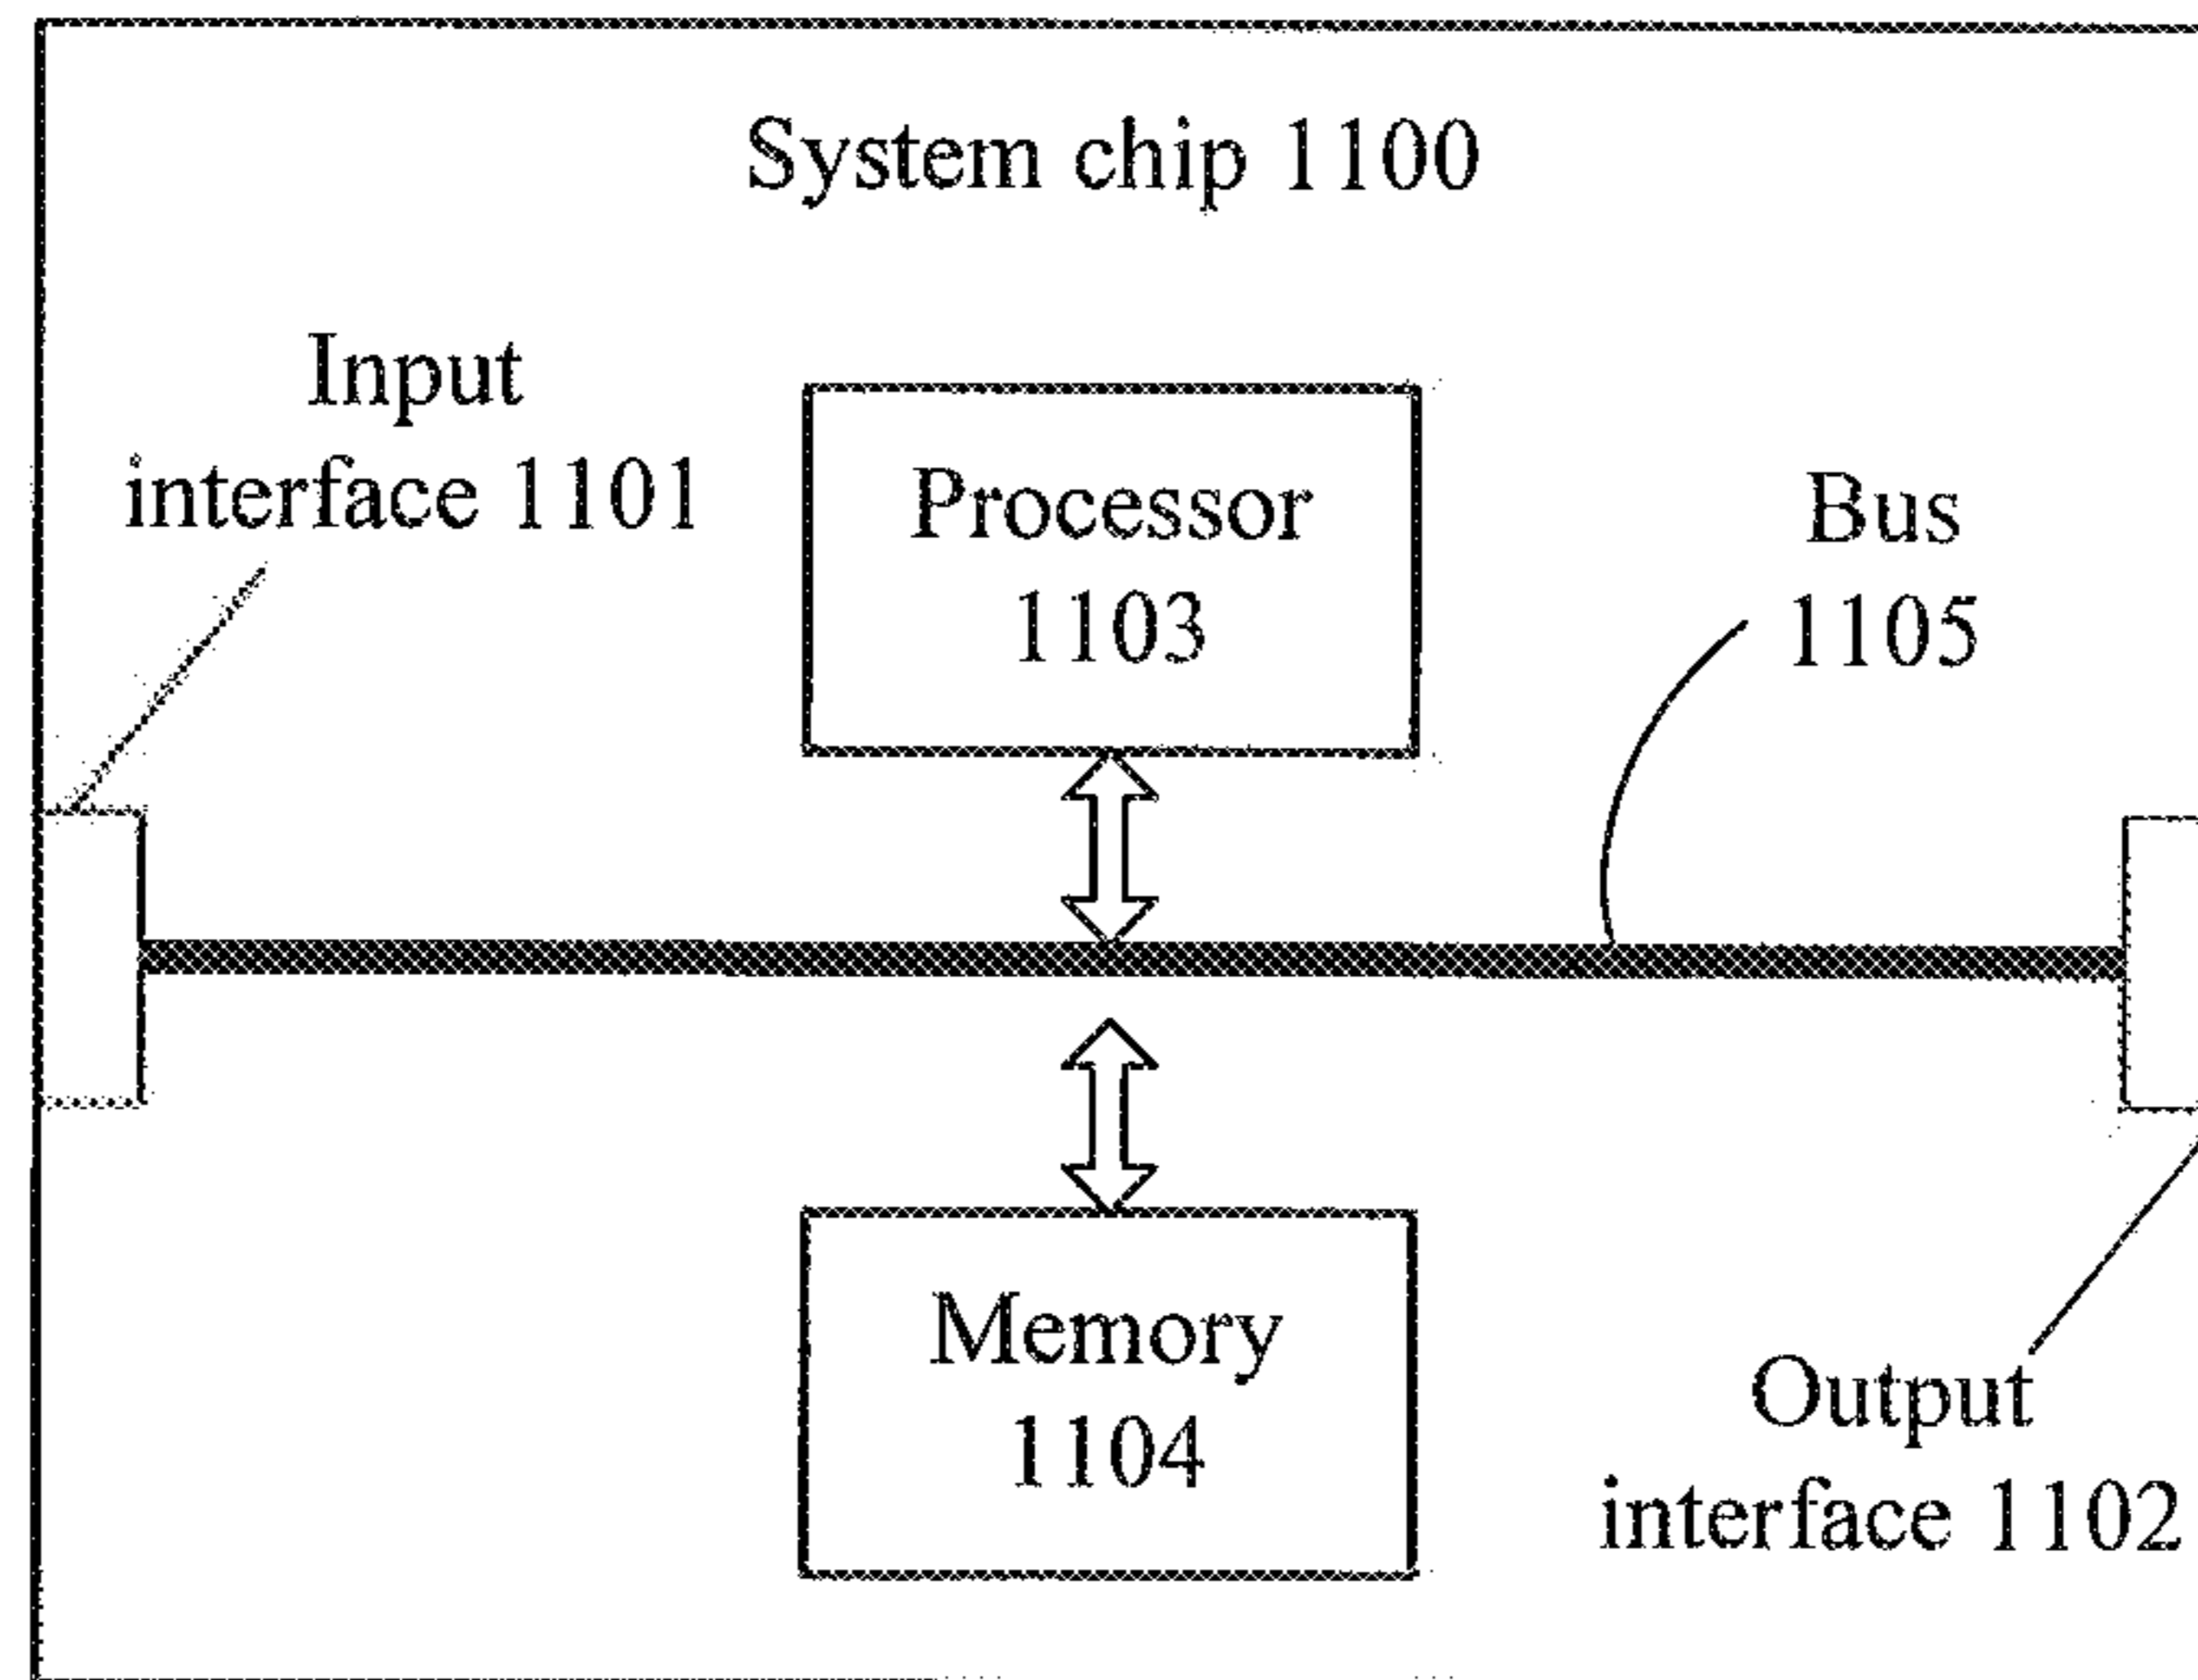 System chip 1100
Input
interface 1101
Processor
1103
Bus
1105
Memory
1104
Output
interface 1102